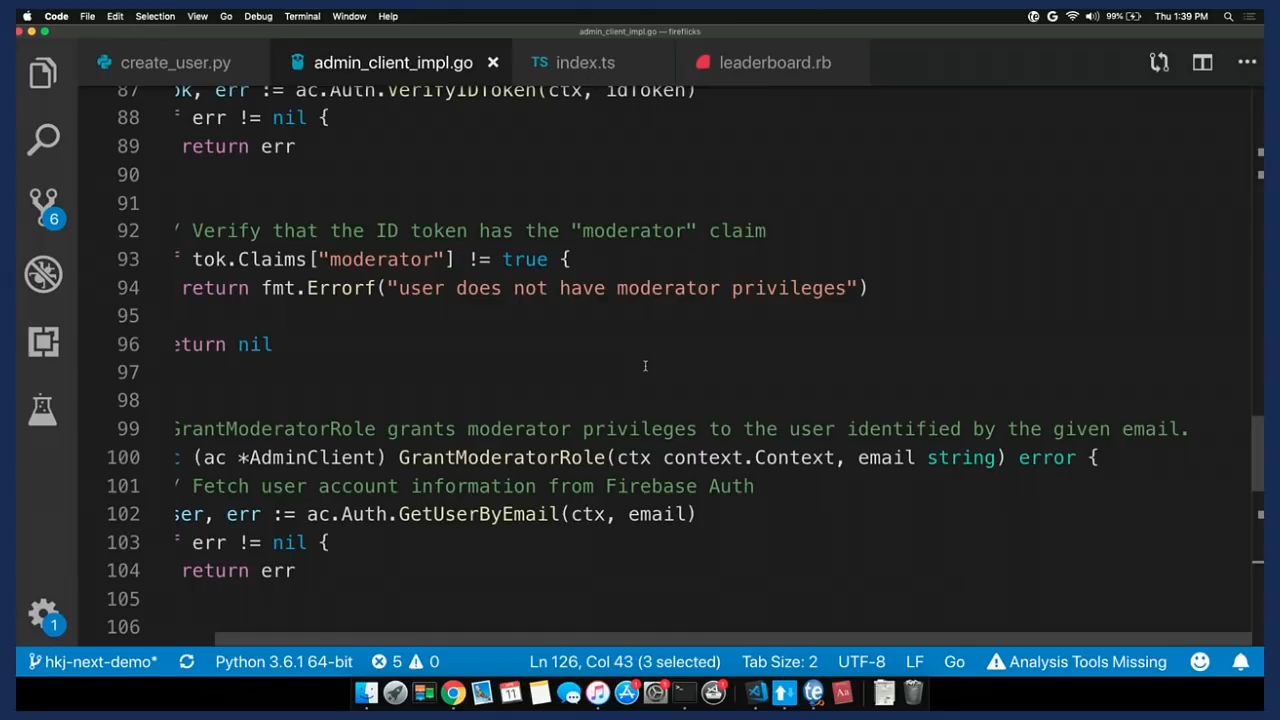 Code File Edit Selection View Go Debug Terminal Window Help 99% Thu 1:39 PM
admin_client_impl.go — fireflicks
create_user.py admin_client_impl.go × TS index.ts leaderboard.rb
87 ok, err := ac.Auth.VerifyIDToken(ctx, idToken)
88 f err != nil {
89 return err
90
91
92 / Verify that the ID token has the "moderator" claim
93 f tok.Claims["moderator"] != true {
94 return fmt.Errorf("user does not have moderator privileges")
95
96 eturn nil
97
98
99 GrantModeratorRole grants moderator privileges to the user identified by the given email.
100 c (ac *AdminClient) GrantModeratorRole(ctx context.Context, email string) error {
101 / Fetch user account information from Firebase Auth
102 ser, err := ac.Auth.GetUserByEmail(ctx, email)
103 f err != nil {
104 return err
105
106
6
1
hkj-next-demo* Python 3.6.1 64-bit 5 0 Ln 126, Col 43 (3 selected) Tab Size: 2 UTF-8 LF Go Analysis Tools Missing